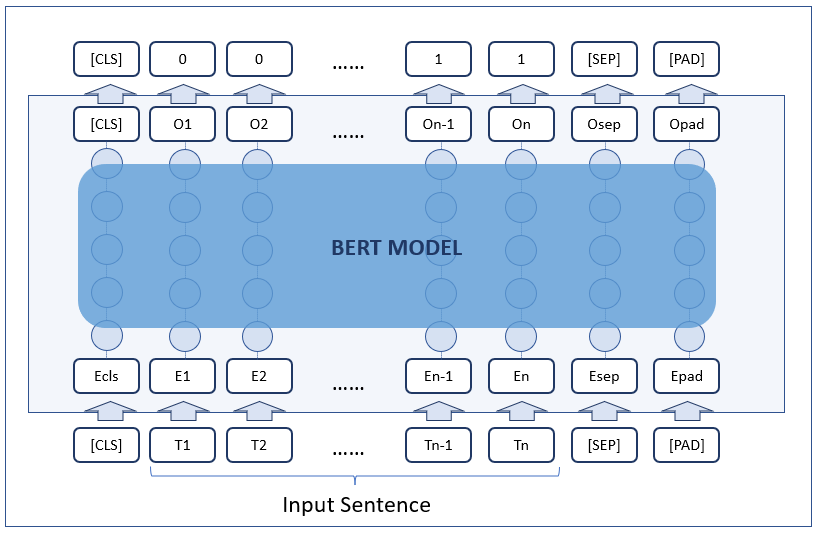 [CLS] 0 0 ...... 1 1 [SEP] [PAD]
[CLS] O1 O2 ...... On-1 On Osep Opad
BERT MODEL
Ecls E1 E2 ...... En-1 En Esep Epad
[CLS] T1 T2 ...... Tn-1 Tn [SEP] [PAD]
Input Sentence